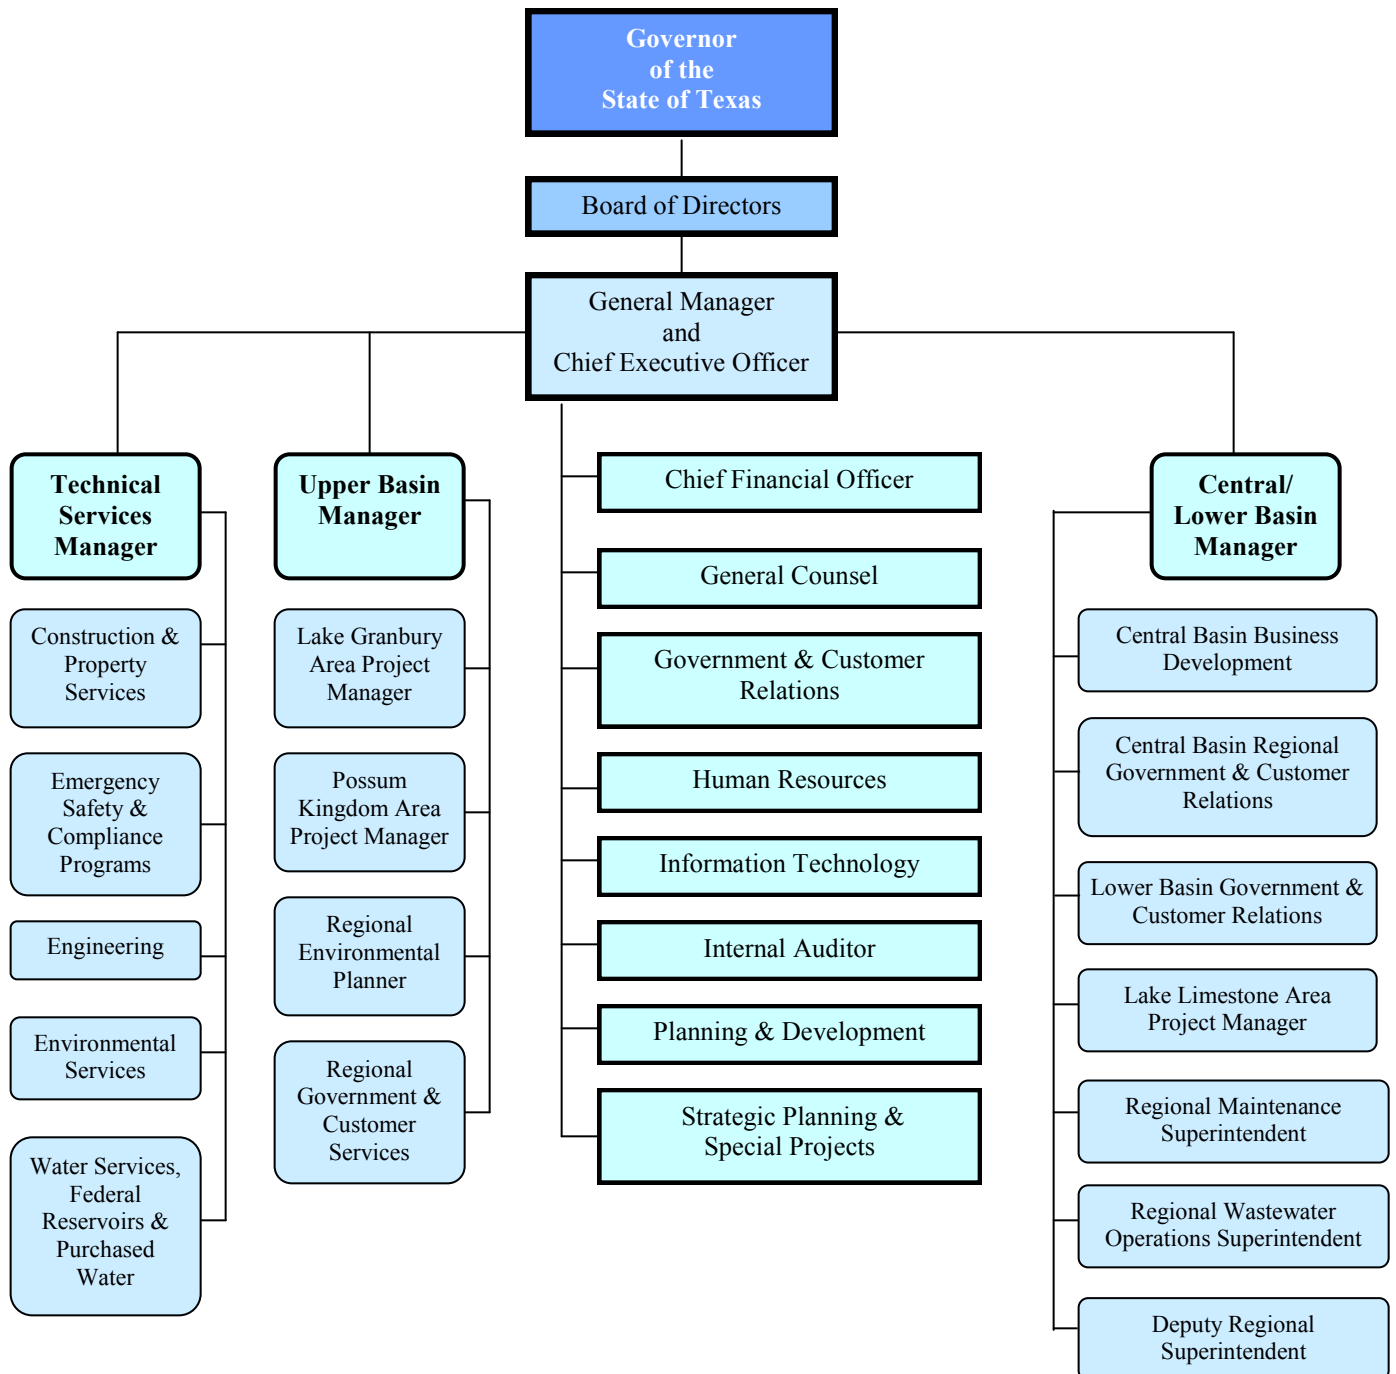 Governor
of the
State of Texas
Board of Directors
General Manager
and
Chief Executive Officer
Technical
Services
Manager
Construction &
Property
Services
Emergency
Safety &
Compliance
Programs
Engineering
Environmental
Services
Water Services,
Federal
Reservoirs &
Purchased
Water
Upper Basin
Manager
Lake Granbury
Area Project
Manager
Possum
Kingdom Area
Project Manager
Regional
Environmental
Planner
Regional
Government &
Customer
Services
Chief Financial Officer
General Counsel
Government & Customer
Relations
Human Resources
Information Technology
Internal Auditor
Planning & Development
Strategic Planning &
Special Projects
Central/
Lower Basin
Manager
Central Basin Business
Development
Central Basin Regional
Government & Customer
Relations
Lower Basin Government &
Customer Relations
Lake Limestone Area
Project Manager
Regional Maintenance
Superintendent
Regional Wastewater
Operations Superintendent
Deputy Regional
Superintendent